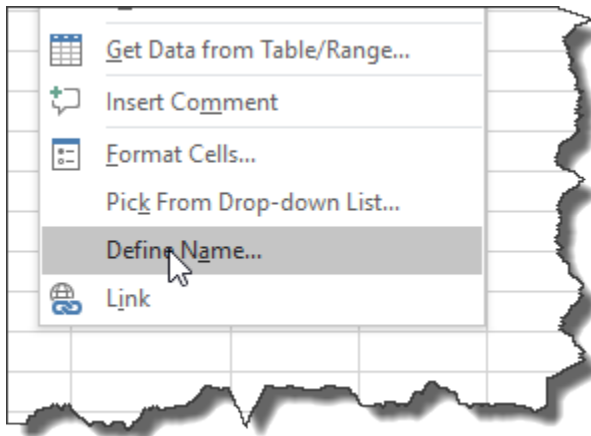 Get Data from Table/Range...
Insert Comment
Format Cells...
Pick From Drop-down List...
Define Name...
Link